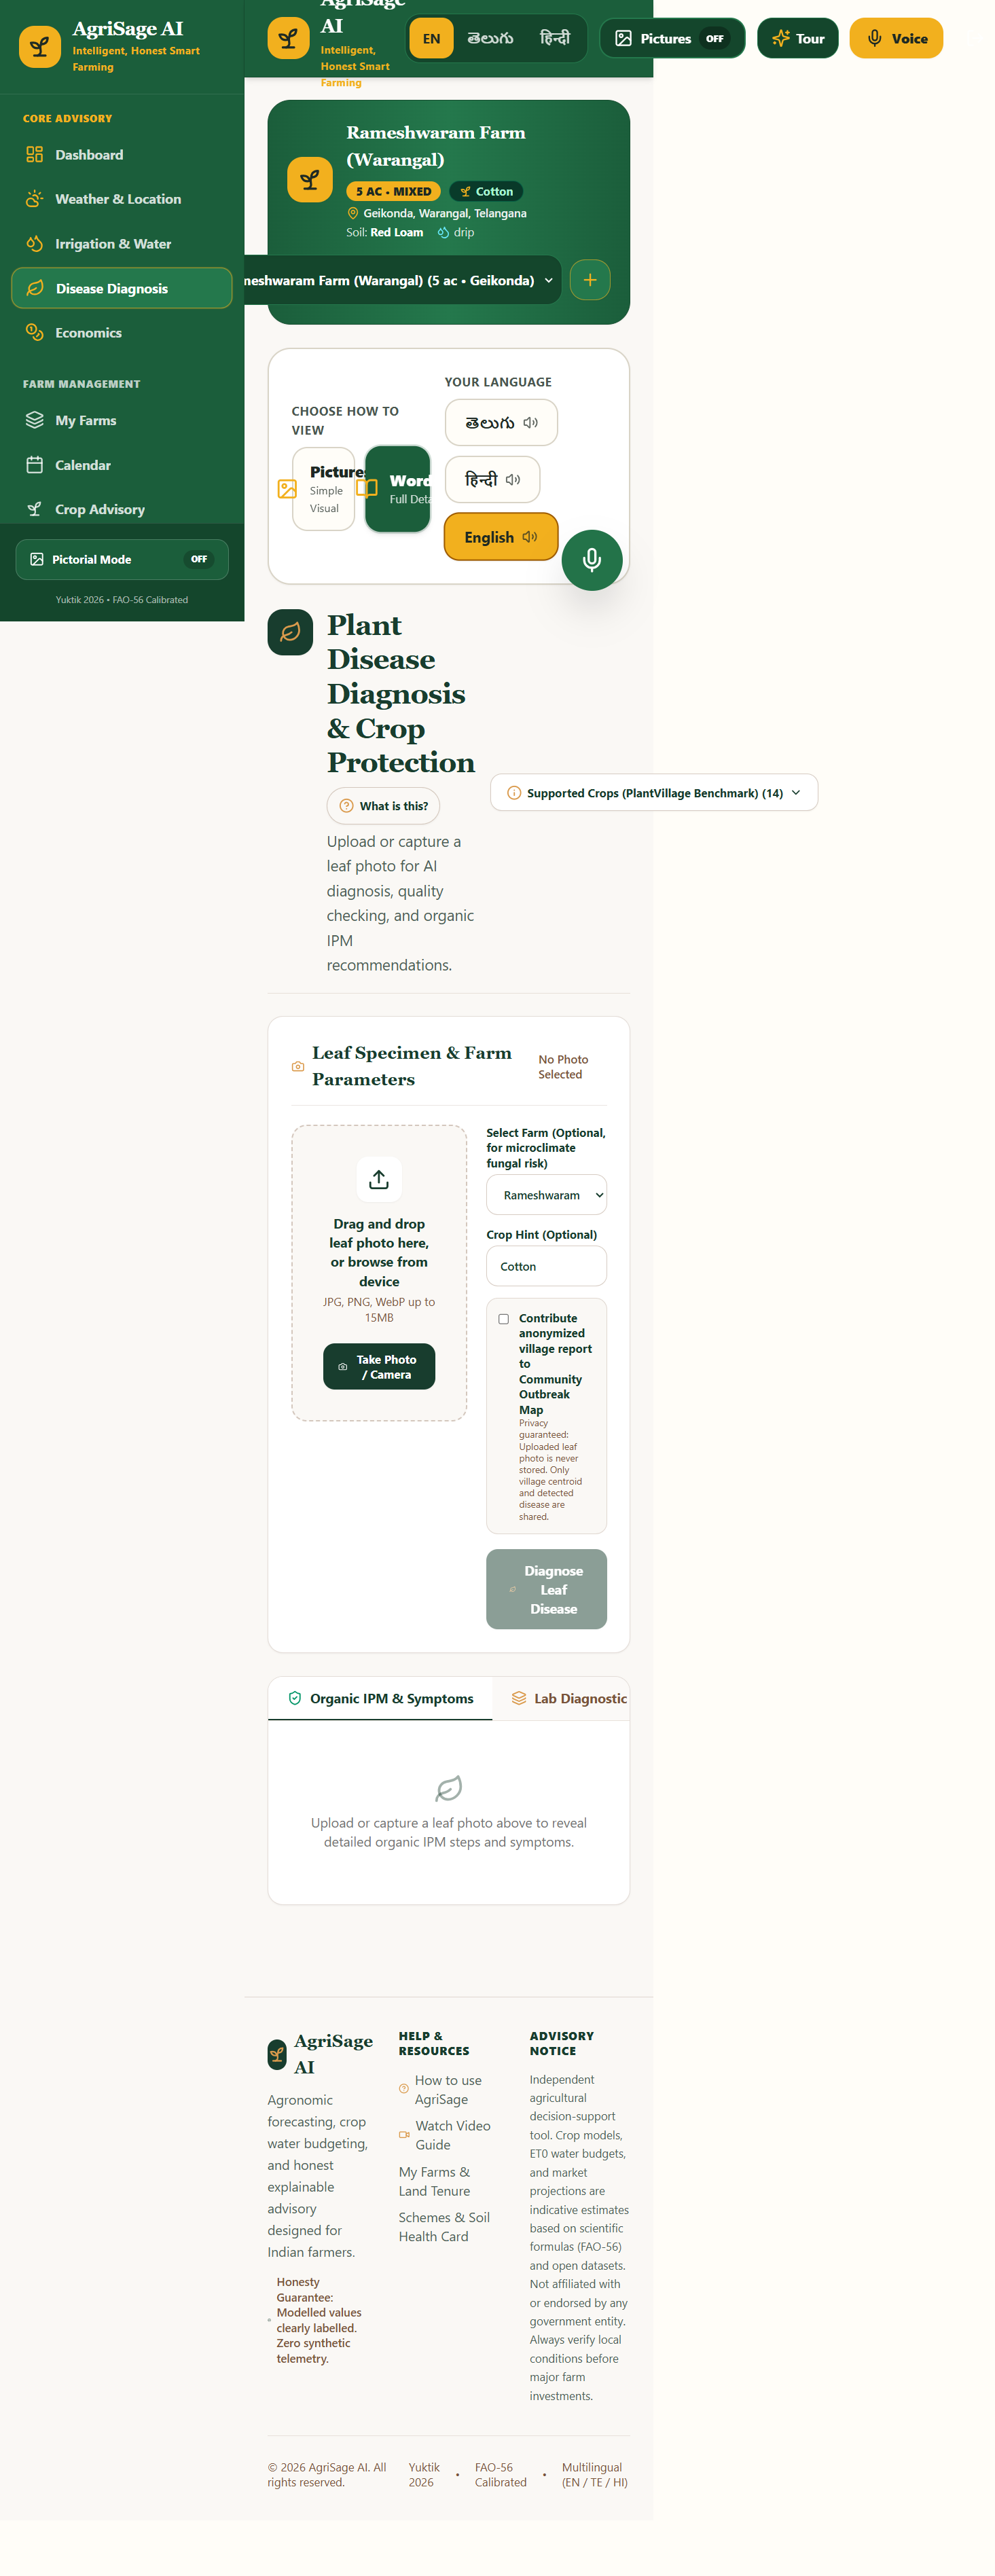 AgriSage AI
Intelligent, Honest Smart
Farming
CORE ADVISORY
Dashboard
Weather & Location
Irrigation & Water
Disease Diagnosis
Economics
FARM MANAGEMENT
My Farms
Calendar
Crop Advisory
Pictorial Mode OFF
Yuktik 2026 • FAO-56 Calibrated
AgriSage
AI
Intelligent,
Honest Smart
Farming
EN తెలుగు हिन्दी
Pictures OFF
Tour
Voice
Rameshwaram Farm
(Warangal)
5 AC • MIXED Cotton
Geikonda, Warangal, Telangana
Soil: Red Loam drip
meshwaram Farm (Warangal) (5 ac • Geikonda)
CHOOSE HOW TO
VIEW
Pictures
Simple
Visual
Word
Full Deta
YOUR LANGUAGE
తెలుగు
हिन्दी
English
Plant
Disease
Diagnosis
& Crop
Protection
What is this?
Upload or capture a
leaf photo for AI
diagnosis, quality
checking, and organic
IPM
recommendations.
Supported Crops (PlantVillage Benchmark) (14)
Leaf Specimen & Farm
Parameters
No Photo
Selected
Drag and drop
leaf photo here,
or browse from
device
JPG, PNG, WebP up to
15MB
Take Photo
/ Camera
Select Farm (Optional,
for microclimate
fungal risk)
Rameshwaram
Crop Hint (Optional)
Cotton
Contribute
anonymized
village report
to
Community
Outbreak
Map
Privacy
guaranteed:
Uploaded leaf
photo is never
stored. Only
village centroid
and detected
disease are
shared.
Diagnose
Leaf
Disease
Organic IPM & Symptoms
Lab Diagnostic
Upload or capture a leaf photo above to reveal
detailed organic IPM steps and symptoms.
AgriSage
AI
Agronomic
forecasting, crop
water budgeting,
and honest
explainable
advisory
designed for
Indian farmers.
Honesty
Guarantee:
Modelled values
clearly labelled.
Zero synthetic
telemetry.
HELP &
RESOURCES
How to use
AgriSage
Watch Video
Guide
My Farms &
Land Tenure
Schemes & Soil
Health Card
ADVISORY
NOTICE
Independent
agricultural
decision-support
tool. Crop models,
ET0 water budgets,
and market
projections are
indicative estimates
based on scientific
formulas (FAO-56)
and open datasets.
Not affiliated with
or endorsed by any
government entity.
Always verify local
conditions before
major farm
investments.
© 2026 AgriSage AI. All
rights reserved.
Yuktik
2026
•
FAO-56
Calibrated
•
Multilingual
(EN / TE / HI)